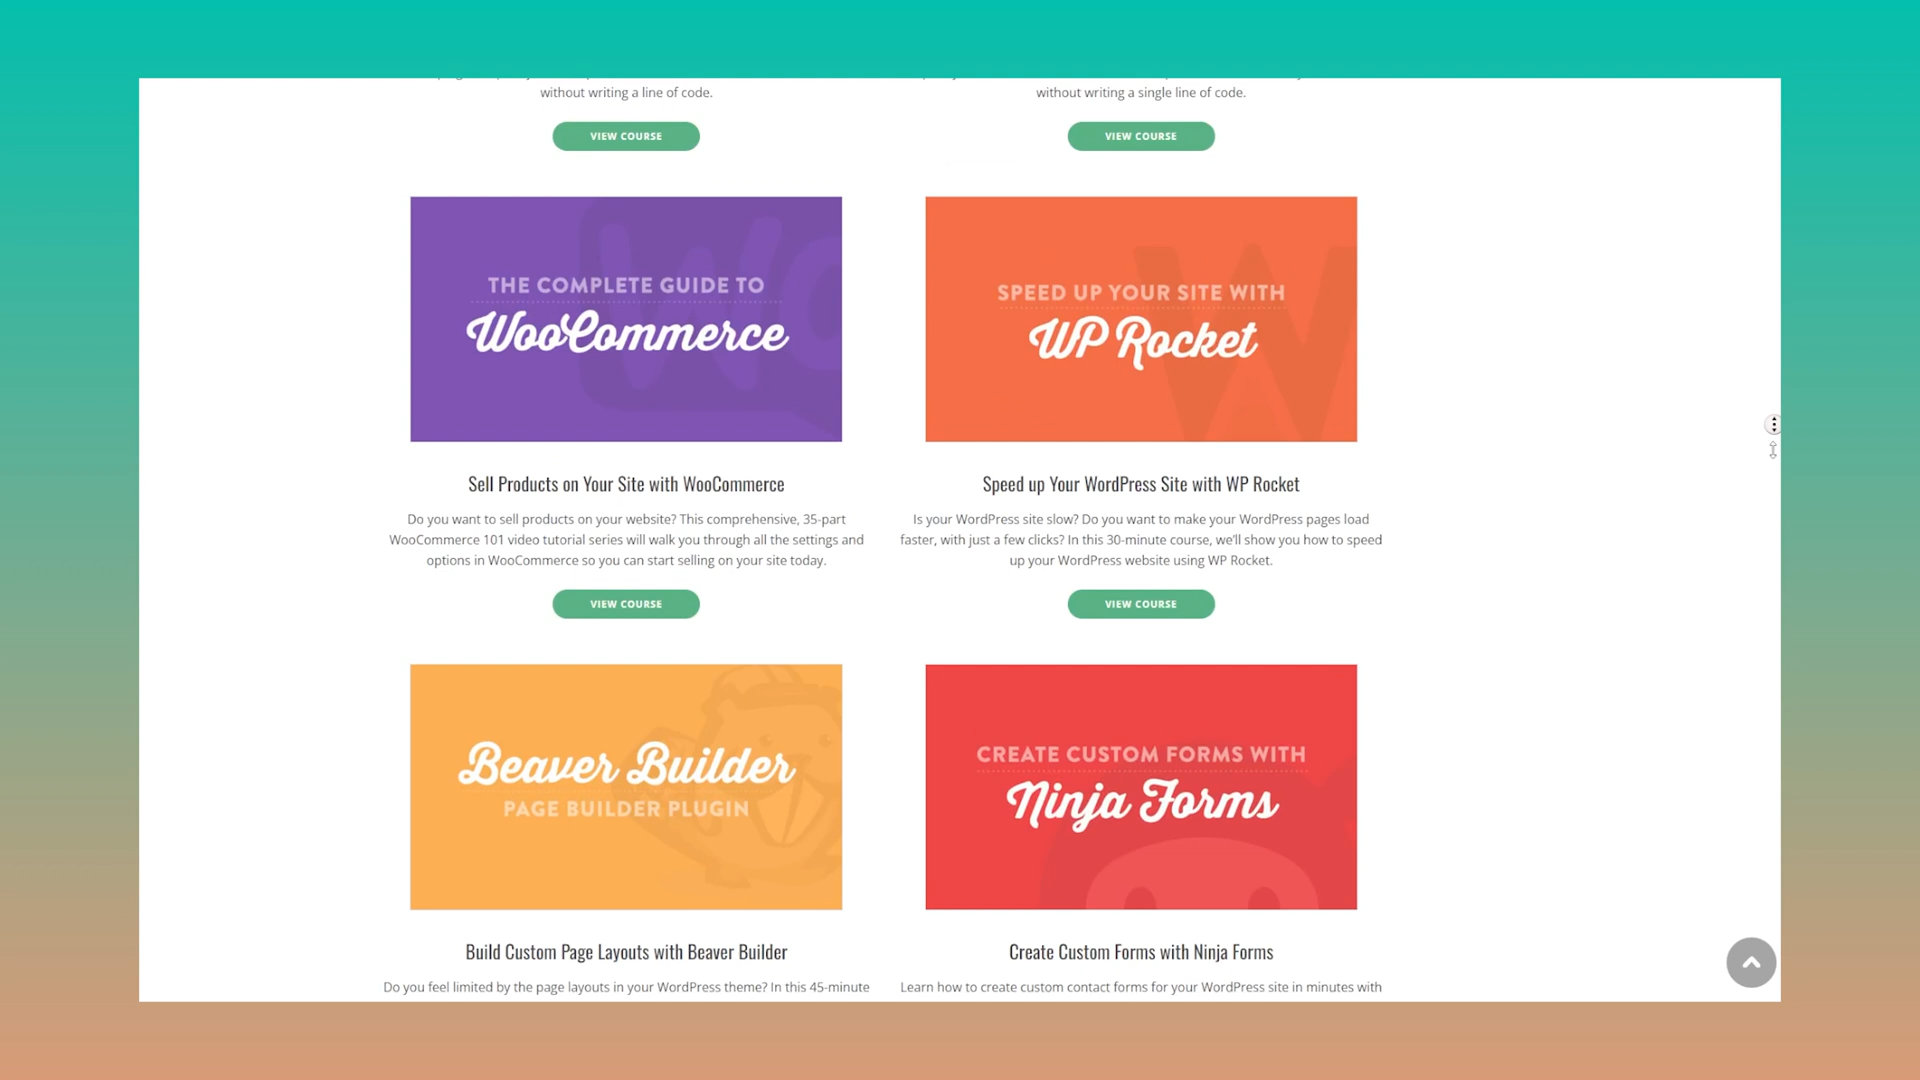 without writing a line of code.
without writing a single line of code.
VIEW COURSE
VIEW COURSE
THE COMPLETE GUIDE TO
WooCommerce
SPEED UP YOUR SITE WITH
WP Rocket
Sell Products on Your Site with WooCommerce
Do you want to sell products on your website? This comprehensive, 35-part
WooCommerce 101 video tutorial series will walk you through all the settings and
options in WooCommerce so you can start selling on your site today.
VIEW COURSE
Speed up Your WordPress Site with WP Rocket
Is your WordPress site slow? Do you want to make your WordPress pages load
faster, with just a few clicks? In this 30-minute course, we'll show you how to speed
up your WordPress website using WP Rocket.
VIEW COURSE
Beaver Builder
PAGE BUILDER PLUGIN
CREATE CUSTOM FORMS WITH
Ninja Forms
Build Custom Page Layouts with Beaver Builder
Do you feel limited by the page layouts in your WordPress theme? In this 45-minute
Create Custom Forms with Ninja Forms
Learn how to create custom contact forms for your WordPress site in minutes with